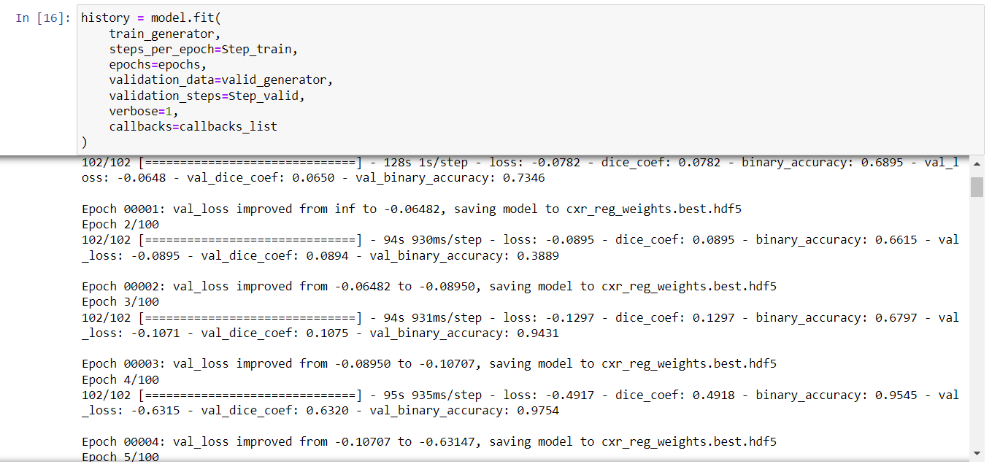 In [16]: history = model.fit(
    train_generator,
    steps_per_epoch=Step_train,
    epochs=epochs,
    validation_data=valid_generator,
    validation_steps=Step_valid,
    verbose=1,
    callbacks=callbacks_list
)
102/102 [==============================] - 128s 1s/step - loss: -0.0782 - dice_coef: 0.0782 - binary_accuracy: 0.6895 - val_l
oss: -0.0648 - val_dice_coef: 0.0650 - val_binary_accuracy: 0.7346
Epoch 00001: val_loss improved from inf to -0.06482, saving model to cxr_reg_weights.best.hdf5
Epoch 2/100
102/102 [==============================] - 94s 930ms/step - loss: -0.0895 - dice_coef: 0.0895 - binary_accuracy: 0.6615 - val
_loss: -0.0895 - val_dice_coef: 0.0894 - val_binary_accuracy: 0.3889
Epoch 00002: val_loss improved from -0.06482 to -0.08950, saving model to cxr_reg_weights.best.hdf5
Epoch 3/100
102/102 [==============================] - 94s 931ms/step - loss: -0.1297 - dice_coef: 0.1297 - binary_accuracy: 0.6797 - val
_loss: -0.1071 - val_dice_coef: 0.1075 - val_binary_accuracy: 0.9431
Epoch 00003: val_loss improved from -0.08950 to -0.10707, saving model to cxr_reg_weights.best.hdf5
Epoch 4/100
102/102 [==============================] - 95s 935ms/step - loss: -0.4917 - dice_coef: 0.4918 - binary_accuracy: 0.9545 - val
_loss: -0.6315 - val_dice_coef: 0.6320 - val_binary_accuracy: 0.9754
Epoch 00004: val_loss improved from -0.10707 to -0.63147, saving model to cxr_reg_weights.best.hdf5
Epoch 5/100